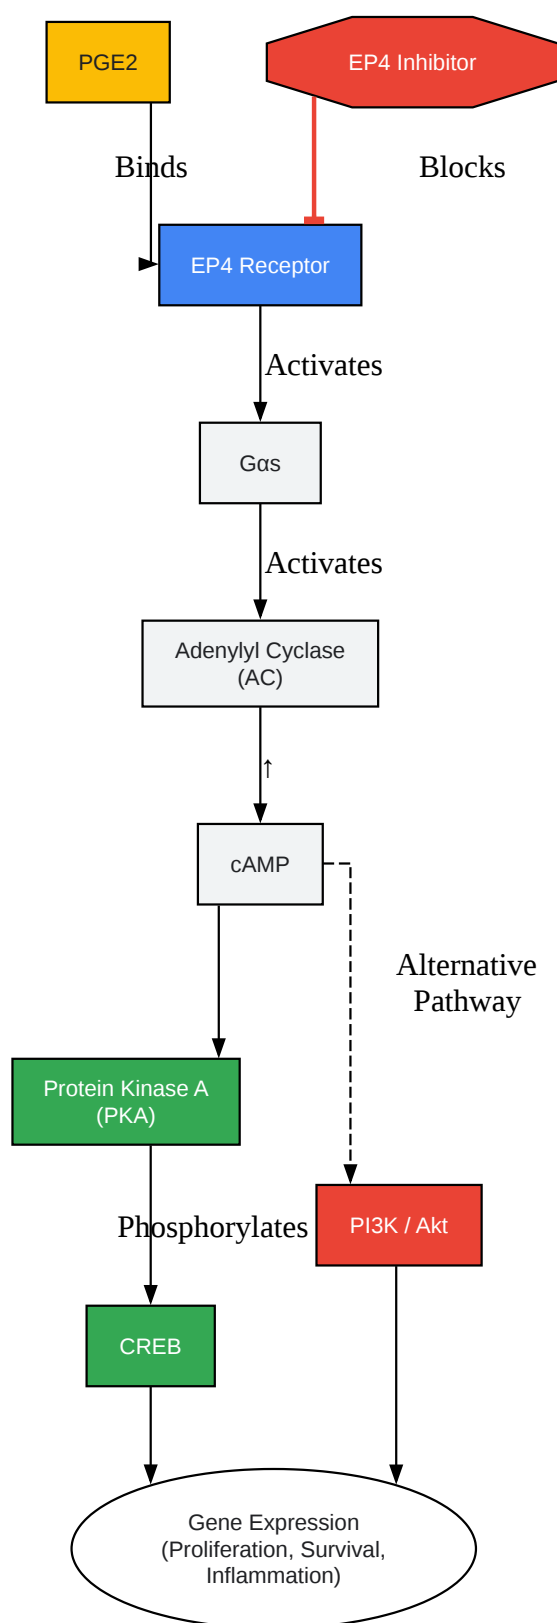 PGE2
EP4 Inhibitor
Binds
Blocks
EP4 Receptor
Activates
Gαs
Activates
Adenylyl Cyclase
(AC)
↑
cAMP
Alternative
Pathway
Protein Kinase A
(PKA)
Phosphorylates
PI3K / Akt
CREB
Gene Expression
(Proliferation, Survival,
Inflammation)